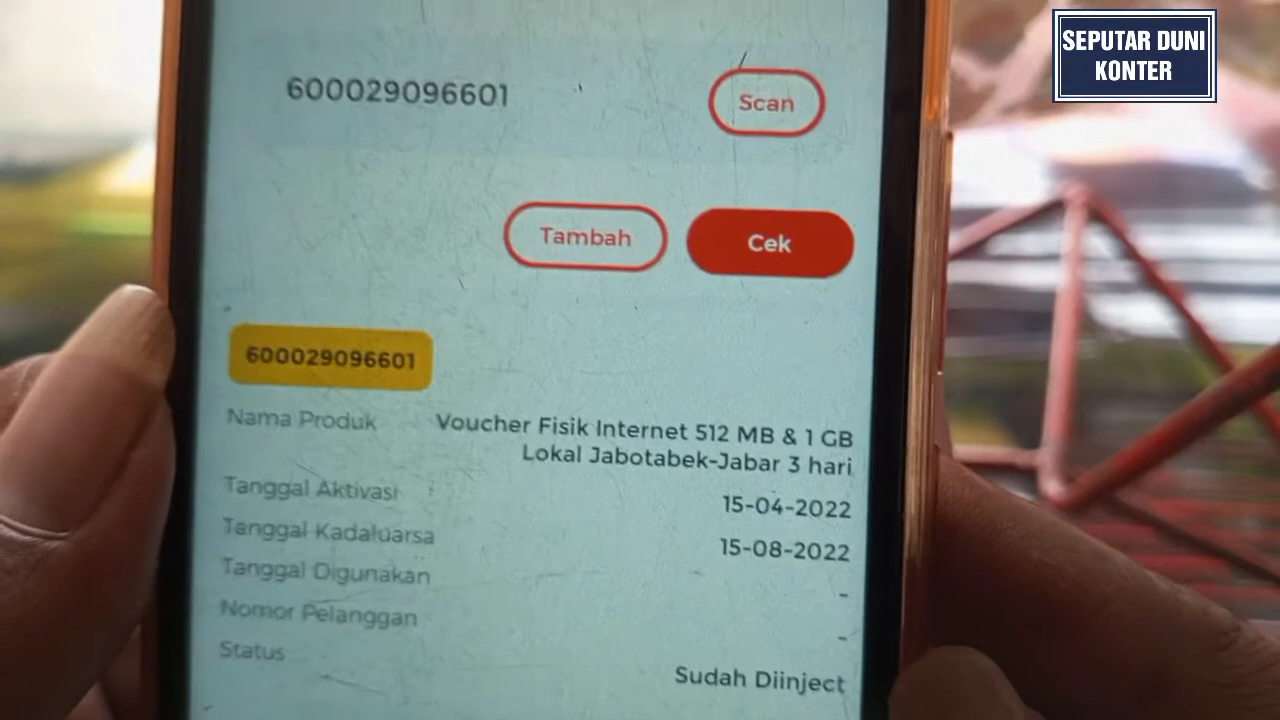 SEPUTAR DUNI
KONTER
600029096601
Scan
Tambah
Cek
600029096601
Nama Produk
Voucher Fisik Internet 512 MB & 1 GB
Lokal Jabotabek-Jabar 3 hari
Tanggal Aktivasi
15-04-2022
Tanggal Kadaluarsa
15-08-2022
Tanggal Digunakan
-
Nomor Pelanggan
-
Status
Sudah Diinject